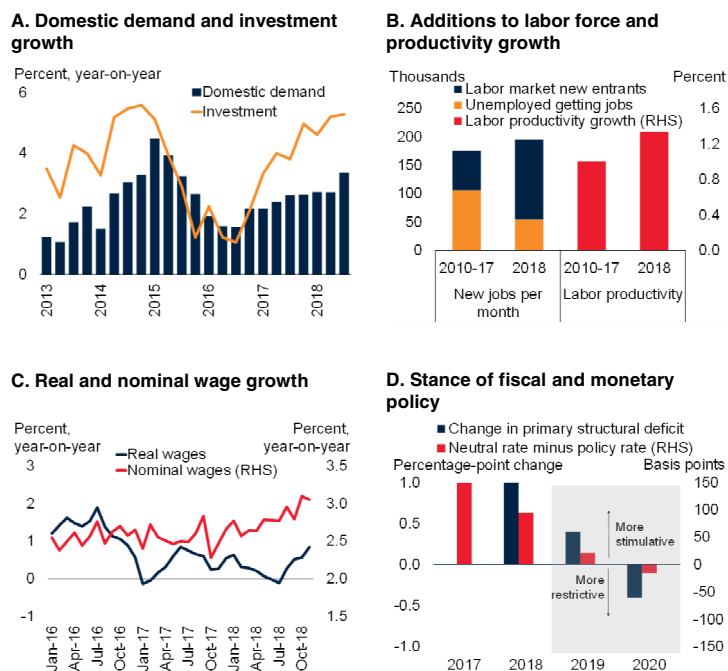 A. Domestic demand and investment
growth
Percent, year-on-year
6
Domestic demand
Investment
4
2
0
2013
2014
2015
2016
2017
2018
B. Additions to labor force and
productivity growth
Thousands
Percent
Labor market new entrants
Unemployed getting jobs
Labor productivity growth (RHS)
250
200
150
100
50
0
1.6
1.2
0.8
0.4
0.0
2010-17
2018
2010-17
2018
New jobs per
month
Labor productivity
C. Real and nominal wage growth
Percent,
year-on-year
Percent,
year-on-year
Real wages
Nominal wages (RHS)
3
2
1
0
-1
3.5
3.0
2.5
2.0
1.5
Jan-16
Apr-16
Jul-16
Oct-16
Jan-17
Apr-17
Jul-17
Oct-17
Jan-18
Apr-18
Jul-18
Oct-18
D. Stance of fiscal and monetary
policy
Change in primary structural deficit
Neutral rate minus policy rate (RHS)
Percentage-point change
Basis points
1.0
0.5
0.0
-0.5
-1.0
150
100
50
0
-50
-100
-150
More
stimulative
More
restrictive
2017
2018
2019
2020